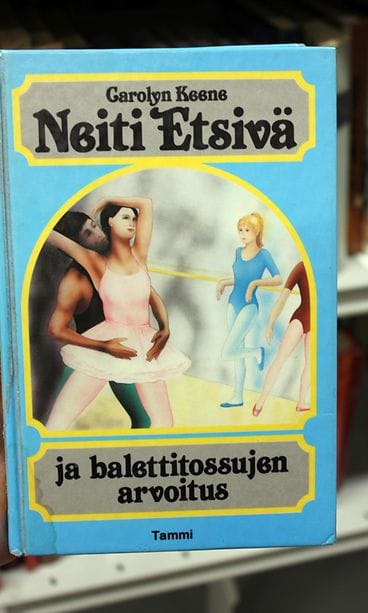 Carolyn Keene
Neiti Etsivä
ja balettitossujen
arvoitus
Tammi